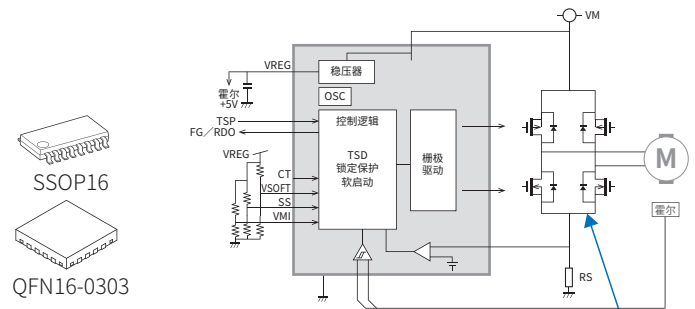 VM
VREG
稳压器
霍尔
+5V
OSC
TSP
FG／RDO
控制逻辑
VREG
TSD
锁定保护
软启动
栅极
驱动
M
CT
VSOFT
SS
VMI
霍尔
RS
SSOP16
QFN16-0303